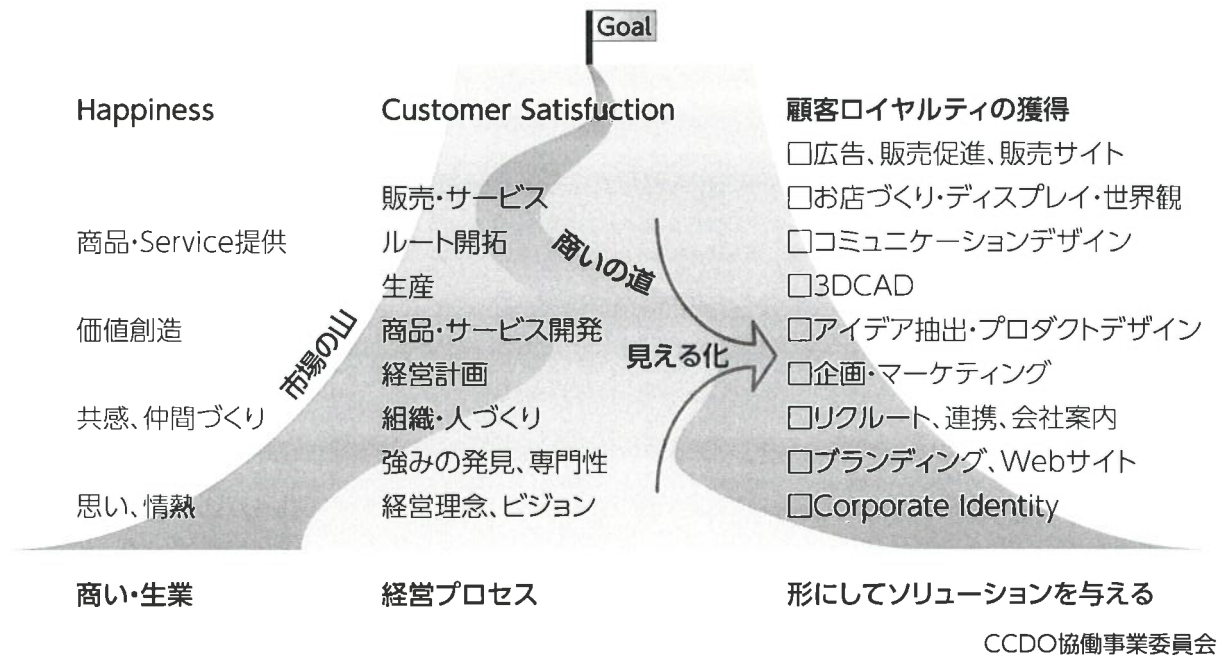 Goal
Happiness
Customer Satisfuction
顧客ロイヤルティの獲得
□広告、販売促進、販売サイト
販売・サービス
□お店づくり・ディスプレイ・世界観
商品・Service提供
ルート開拓
□コミュニケーションデザイン
商いの道
生産
□3DCAD
価値創造
市場の山
商品・サービス開発
□アイデア抽出・プロダクトデザイン
見える化
経営計画
□企画・マーケティング
共感、仲間づくり
組織・人づくり
□リクルート、連携、会社案内
強みの発見、専門性
□ブランディング、Webサイト
思い、情熱
経営理念、ビジョン
□Corporate Identity
商い・生業
経営プロセス
形にしてソリューションを与える
CCDO協働事業委員会